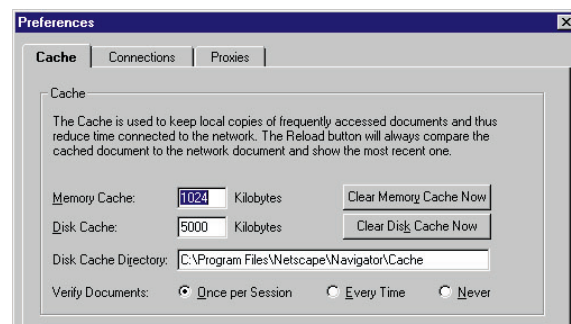 Preferences
Cache Connections Proxies
Cache
The Cache is used to keep local copies of frequently accessed documents and thus
reduce time connected to the network. The Reload button will always compare the
cached document to the network document and show the most recent one.
Memory Cache: 1024 Kilobytes Clear Memory Cache Now
Disk Cache: 5000 Kilobytes Clear Disk Cache Now
Disk Cache Directory: C:\Program Files\Netscape\Navigator\Cache
Verify Documents: Once per Session Every Time Never